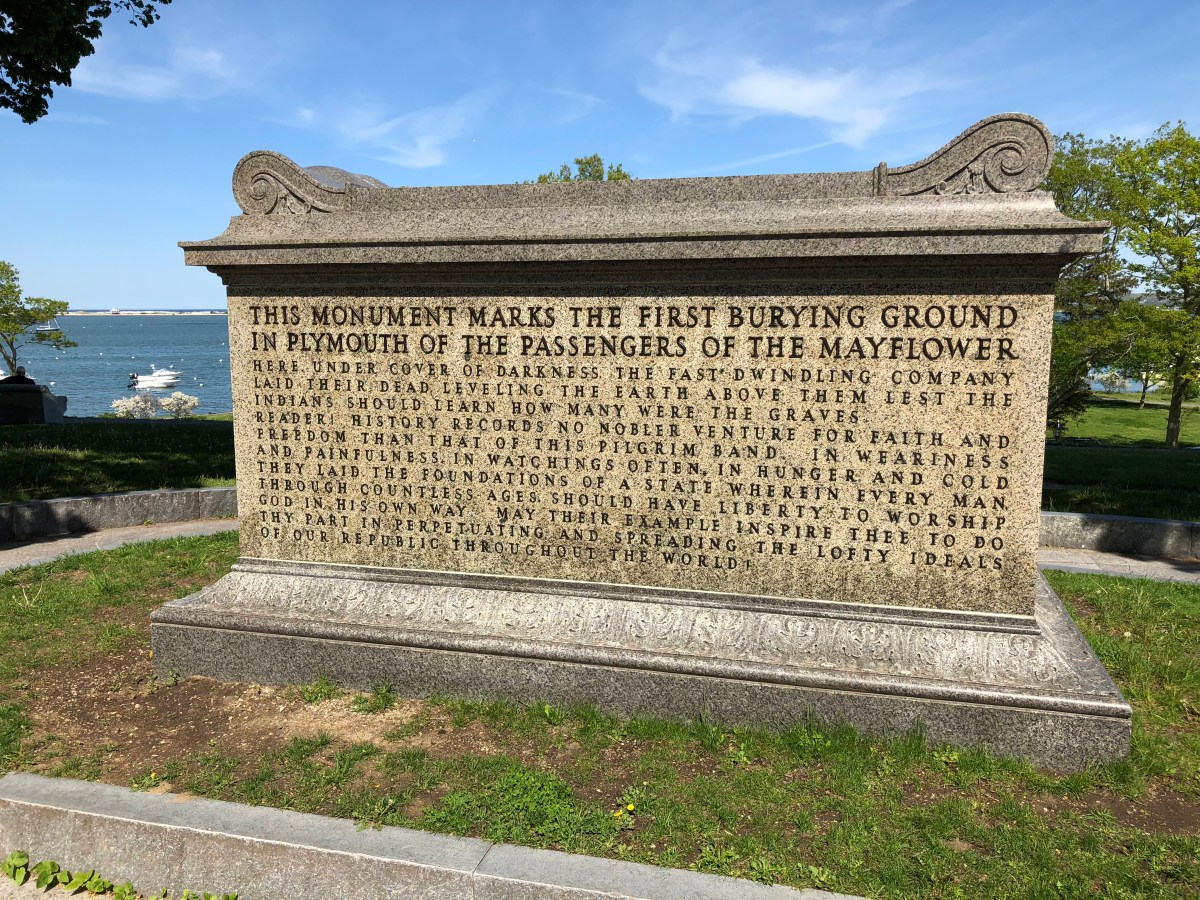 THIS MONUMENT MARKS THE FIRST BURYING GROUND
IN PLYMOUTH OF THE PASSENGERS OF THE MAYFLOWER
HERE, UNDER COVER OF DARKNESS, THE FAST DWINDLING COMPANY
LAID THEIR DEAD, LEVELING THE EARTH ABOVE THEM LEST THE
INDIANS SHOULD LEARN HOW MANY WERE THE GRAVES
READER! HISTORY RECORDS NO NOBLER VENTURE FOR FAITH AND
FREEDOM THAN THAT OF THIS PILGRIM BAND. IN WEARINESS
AND PAINFULNESS, IN WATCHINGS OFTEN, IN HUNGER AND COLD
THEY LAID THE FOUNDATIONS OF A STATE WHEREIN EVERY MAN
THROUGH COUNTLESS AGES SHOULD HAVE LIBERTY TO WORSHIP
GOD IN HIS OWN WAY. MAY THEIR EXAMPLE INSPIRE THEE TO DO
THY PART IN PERPETUATING AND SPREADING THE LOFTY IDEALS
OF OUR REPUBLIC THROUGHOUT THE WORLD!